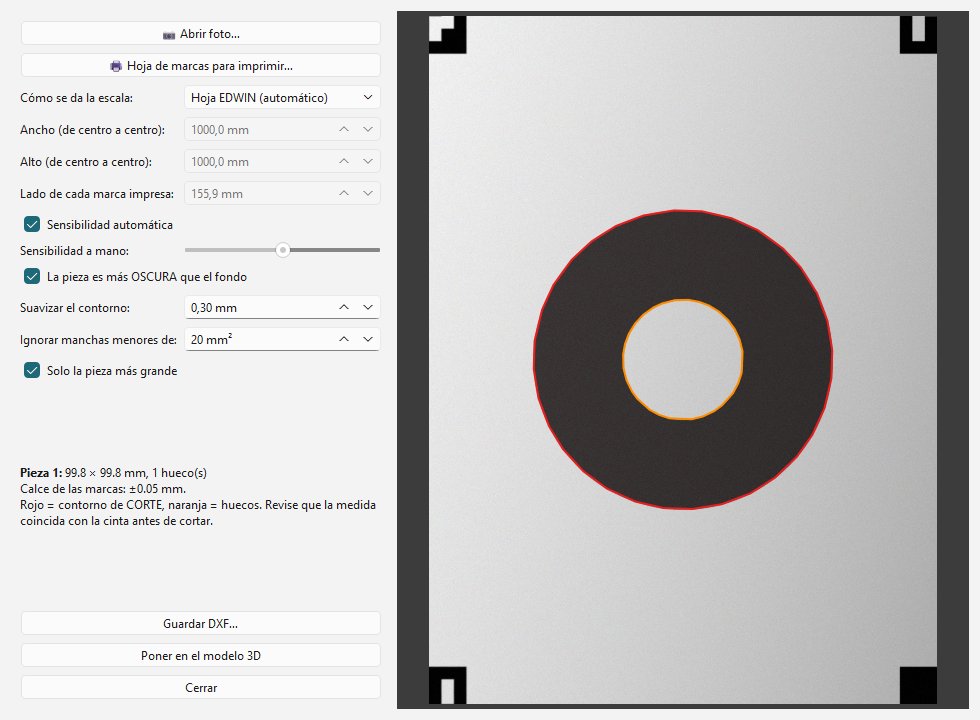 Abrir foto...
Hoja de marcas para imprimir...
Cómo se da la escala: Hoja EDWIN (automático)
Ancho (de centro a centro): 1000,0 mm
Alto (de centro a centro): 1000,0 mm
Lado de cada marca impresa: 155,9 mm
Sensibilidad automática
Sensibilidad a mano:
La pieza es más OSCURA que el fondo
Suavizar el contorno: 0,30 mm
Ignorar manchas menores de: 20 mm²
Solo la pieza más grande
Pieza 1: 99.8 × 99.8 mm, 1 hueco(s)
Calce de las marcas: ±0.05 mm.
Rojo = contorno de CORTE, naranja = huecos. Revise que la medida
coincida con la cinta antes de cortar.
Guardar DXF...
Poner en el modelo 3D
Cerrar